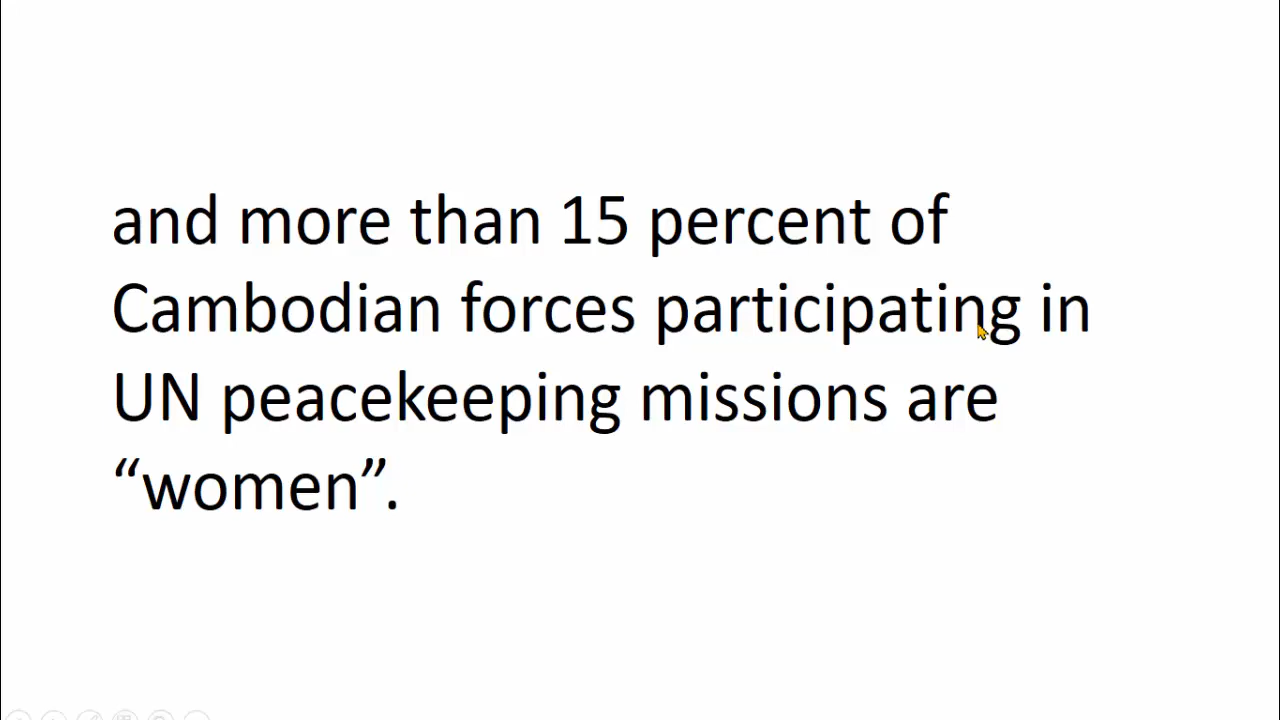 and more than 15 percent of
Cambodian forces participating in
UN peacekeeping missions are
“women”.